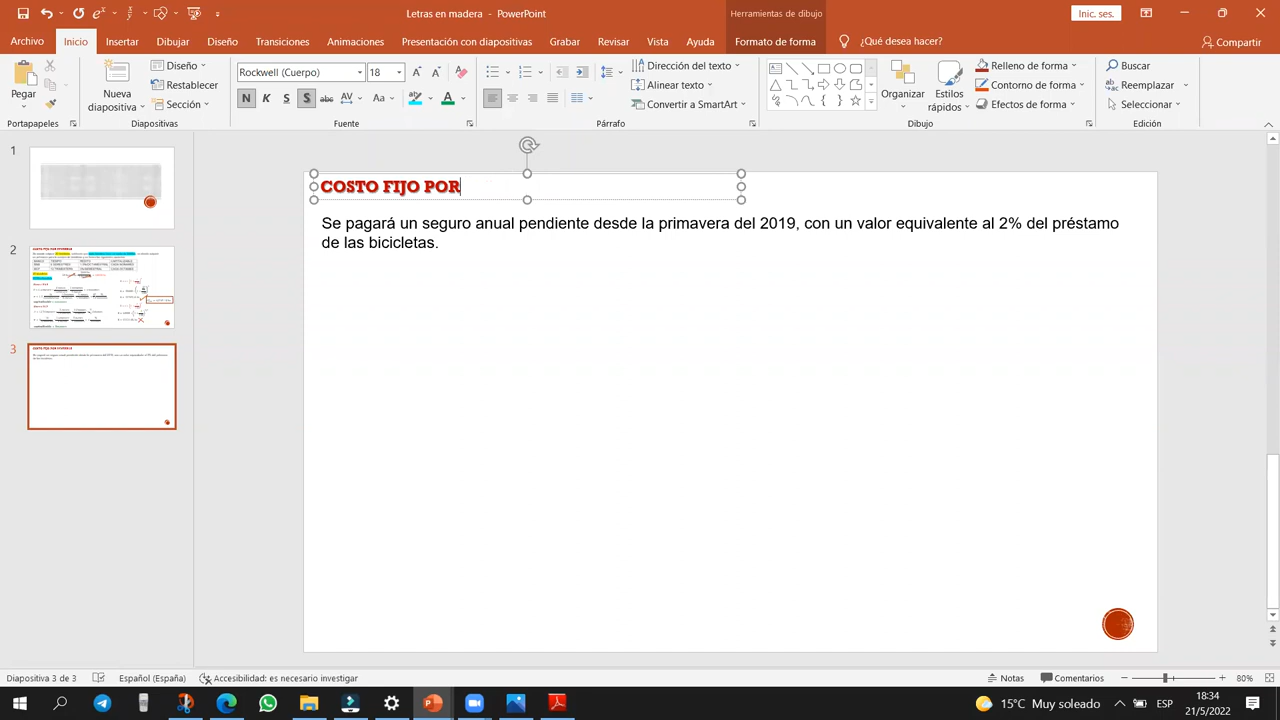 Letras en madera - PowerPoint
Herramientas de dibujo
Inic. ses.
Archivo Inicio Insertar Dibujar Diseño Transiciones Animaciones Presentación con diapositivas Grabar Revisar Vista Ayuda Formato de forma ¿Qué desea hacer? Compartir
Pegar
Nueva diapositiva
Diseño
Restablecer
Sección
Rockwell (Cuerpo) 18
N K S S abc AV Aa A
Dirección del texto
Alinear texto
Convertir a SmartArt
Organizar
Estilos rápidos
Relleno de forma
Contorno de forma
Efectos de forma
Buscar
Reemplazar
Seleccionar
Portapapeles Diapositivas Fuente Párrafo Dibujo Edición
1
2
3
COSTO FIJO POR
Se pagará un seguro anual pendiente desde la primavera del 2019, con un valor equivalente al 2% del préstamo
de las bicicletas.
Diapositiva 3 de 3 Español (España) Accesibilidad: es necesario investigar Notas Comentarios 80%
15°C Muy soleado ESP 18:34
21/5/2022